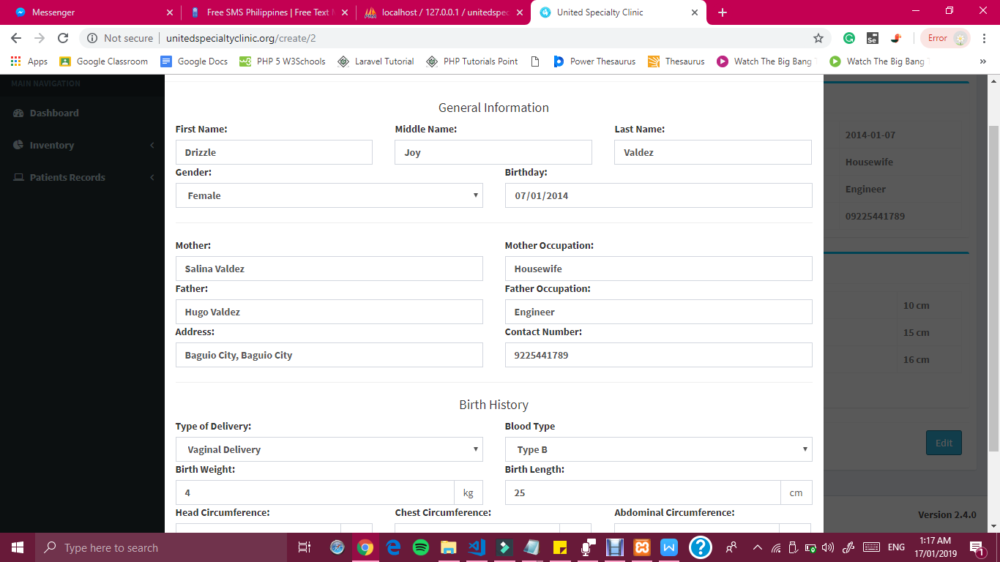 Messenger
Free SMS Philippines | Free Text M
localhost / 127.0.0.1 / unitedspec
United Specialty Clinic
Not secure
unitedspecialtyclinic.org/create/2
Error
Apps
Google Classroom
Google Docs
PHP 5 W3Schools
Laravel Tutorial
PHP Tutorials Point
Power Thesaurus
Thesaurus
Watch The Big Bang
Watch The Big Bang
MAIN NAVIGATION
Dashboard
Inventory
Patients Records
General Information
First Name:
Middle Name:
Last Name:
Drizzle
Joy
Valdez
Gender:
Birthday:
Female
07/01/2014
Mother:
Mother Occupation:
Salina Valdez
Housewife
Father:
Father Occupation:
Hugo Valdez
Engineer
Address:
Contact Number:
Baguio City, Baguio City
9225441789
Birth History
Type of Delivery:
Blood Type
Vaginal Delivery
Type B
Birth Weight:
Birth Length:
4
kg
25
cm
Head Circumference:
Chest Circumference:
Abdominal Circumference:
2014-01-07
Housewife
Engineer
09225441789
10 cm
15 cm
16 cm
Edit
Version 2.4.0
Type here to search
ENG
1:17 AM
17/01/2019
1